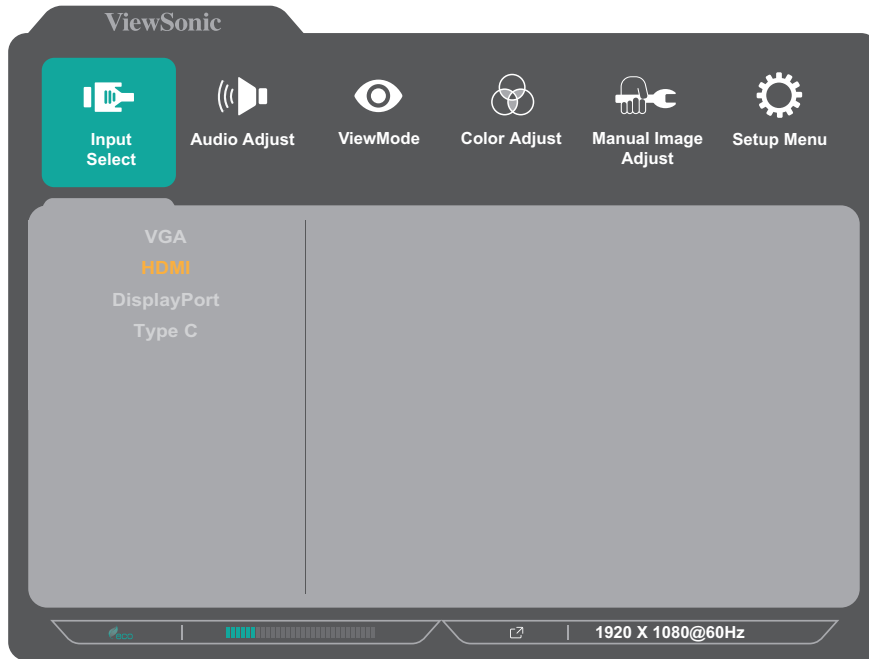 ViewSonic
Input
Select
Audio Adjust
ViewMode
Color Adjust
Manual Image
Adjust
Setup Menu
VGA
HDMI
DisplayPort
Type C
1920 X 1080@60Hz